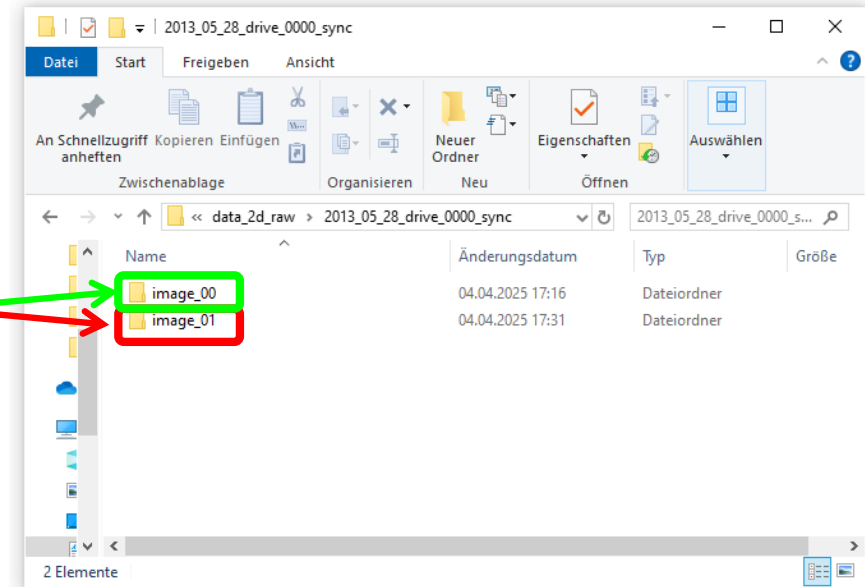 2013_05_28_drive_0000_sync
Datei Start Freigeben Ansicht
An Schnellzugriff anheften
Kopieren
Einfügen
Neuer Ordner
Eigenschaften
Auswählen
Zwischenablage Organisieren Neu Öffnen
« data_2d_raw › 2013_05_28_drive_0000_sync
2013_05_28_drive_0000_s...
Name Änderungsdatum Typ Größe
image_00 04.04.2025 17:16 Dateiordner
image_01 04.04.2025 17:31 Dateiordner
2 Elemente